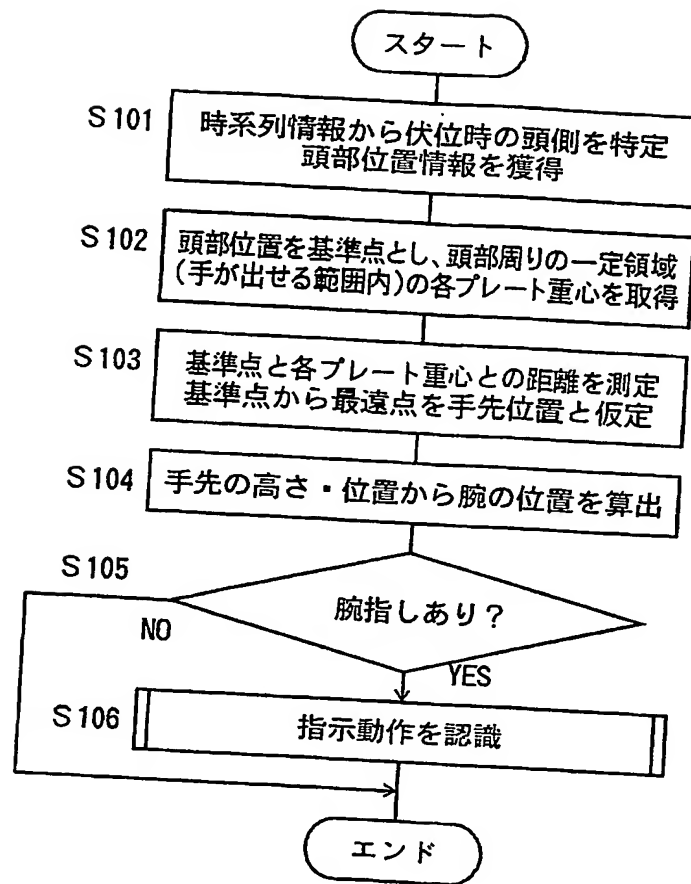 スタート
S101
時系列情報から伏位時の頭側を特定
頭部位置情報を獲得
S102
頭部位置を基準点とし、頭部周りの一定領域
(手が出せる範囲内)の各プレート重心を取得
S103
基準点と各プレート重心との距離を測定
基準点から最遠点を手先位置と仮定
S104
手先の高さ・位置から腕の位置を算出
S105
腕指しあり?
NO
YES
S106
指示動作を認識
エンド